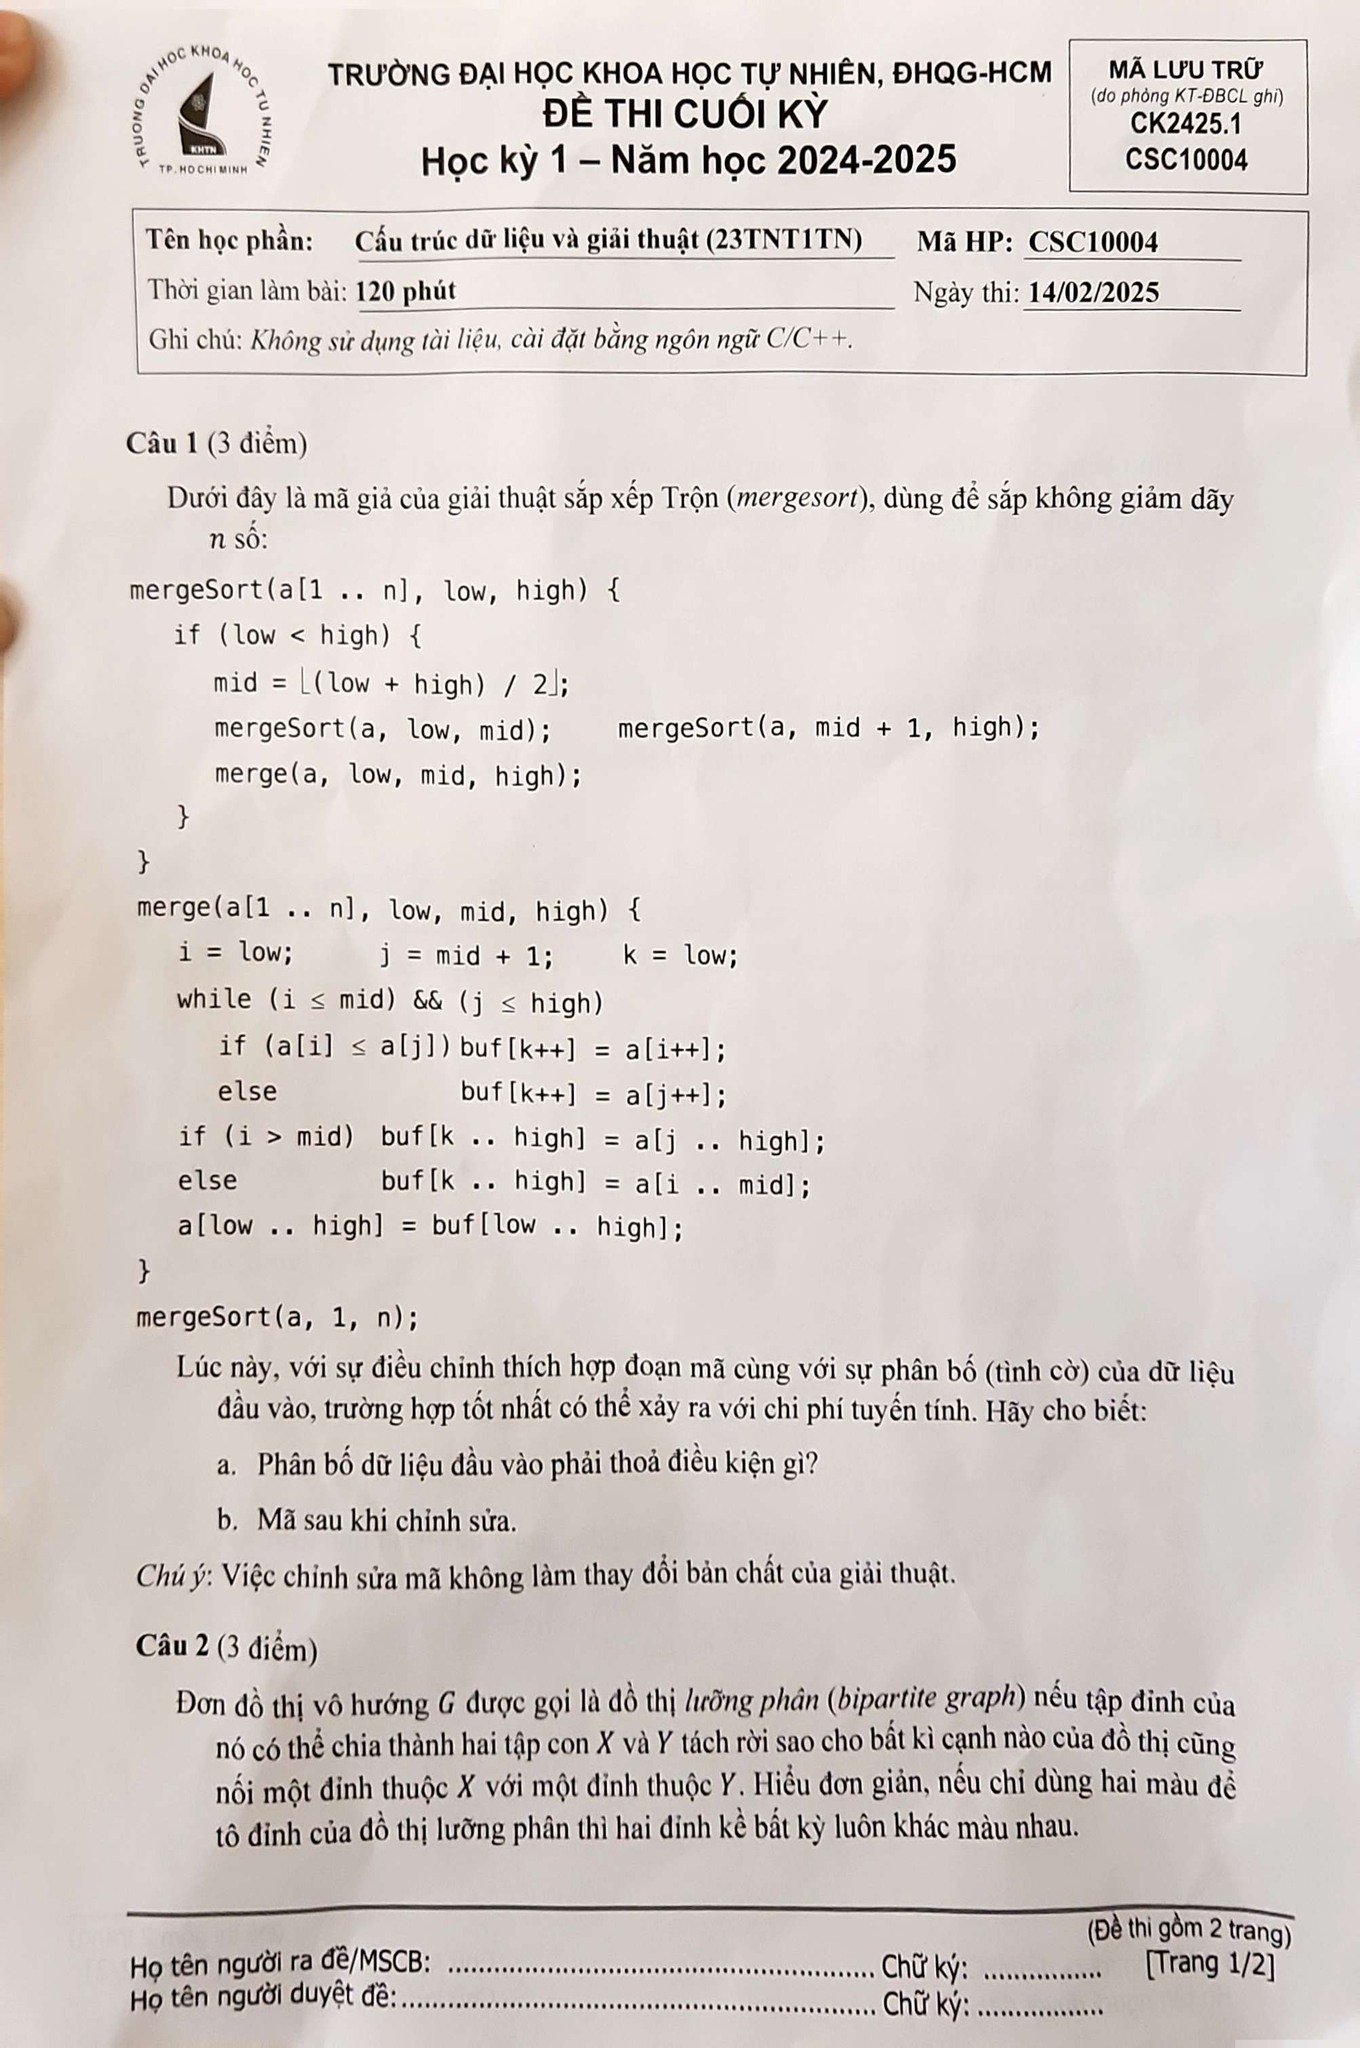 TRUONG DAI HOC KHOA HOC TU NHIEN
KHTN
TP. HO CHI MINH
TRƯỜNG ĐẠI HỌC KHOA HỌC TỰ NHIÊN, ĐHQG-HCM
ĐỀ THI CUỐI KỲ
Học kỳ 1 – Năm học 2024-2025
MÃ LƯU TRỮ
(do phòng KT-ĐBCL ghi)
CK2425.1
CSC10004
Tên học phần: Cấu trúc dữ liệu và giải thuật (23TNT1TN) Mã HP: CSC10004
Thời gian làm bài: 120 phút Ngày thi: 14/02/2025
Ghi chú: Không sử dụng tài liệu, cài đặt bằng ngôn ngữ C/C++.
Câu 1 (3 điểm)
Dưới đây là mã giả của giải thuật sắp xếp Trộn (mergesort), dùng để sắp không giảm dãy
n số:
mergeSort(a[1 .. n], low, high) {
if (low < high) {
mid = ⌊(low + high) / 2⌋;
mergeSort(a, low, mid); mergeSort(a, mid + 1, high);
merge(a, low, mid, high);
}
}
merge(a[1 .. n], low, mid, high) {
i = low; j = mid + 1; k = low;
while (i ≤ mid) && (j ≤ high)
if (a[i] ≤ a[j]) buf[k++] = a[i++];
else buf[k++] = a[j++];
if (i > mid) buf[k .. high] = a[j .. high];
else buf[k .. high] = a[i .. mid];
a[low .. high] = buf[low .. high];
}
mergeSort(a, 1, n);
Lúc này, với sự điều chỉnh thích hợp đoạn mã cùng với sự phân bố (tình cờ) của dữ liệu
đầu vào, trường hợp tốt nhất có thể xảy ra với chi phí tuyến tính. Hãy cho biết:
a. Phân bố dữ liệu đầu vào phải thoả điều kiện gì?
b. Mã sau khi chỉnh sửa.
Chú ý: Việc chỉnh sửa mã không làm thay đổi bản chất của giải thuật.
Câu 2 (3 điểm)
Đơn đồ thị vô hướng G được gọi là đồ thị lưỡng phân (bipartite graph) nếu tập đỉnh của
nó có thể chia thành hai tập con X và Y tách rời sao cho bất kì cạnh nào của đồ thị cũng
nối một đỉnh thuộc X với một đỉnh thuộc Y. Hiểu đơn giản, nếu chỉ dùng hai màu để
tô đỉnh của đồ thị lưỡng phân thì hai đỉnh kề bất kỳ luôn khác màu nhau.
(Đề thi gồm 2 trang)
Họ tên người ra đề/MSCB: ........................................................ Chữ ký: ................ [Trang 1/2]
Họ tên người duyệt đề:............................................................. Chữ ký: .................